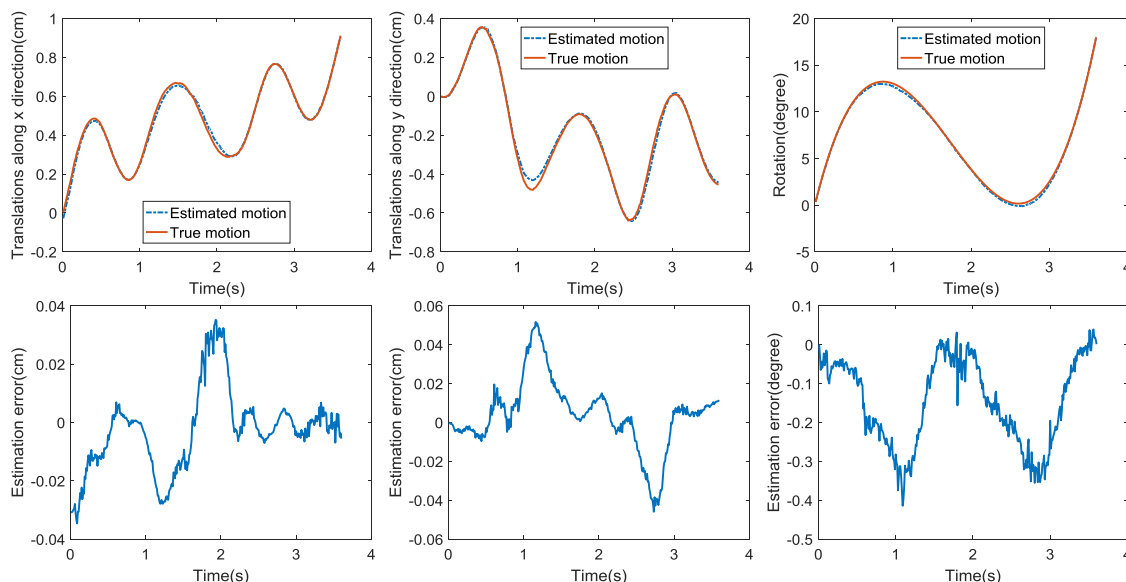 Translations along x direction(cm)
1
0.8
0.6
0.4
0.2
0
-0.2
Estimated motion
True motion
0 1 2 3 4
Time(s)
Translations along y direction(cm)
0.4
0.2
0
-0.2
-0.4
-0.6
-0.8
Estimated motion
True motion
0 1 2 3 4
Time(s)
Rotation(degree)
20
15
10
5
0
-5
Estimated motion
True motion
0 1 2 3 4
Time(s)
Estimation error(cm)
0.04
0.02
0
-0.02
-0.04
0 1 2 3 4
Time(s)
Estimation error(cm)
0.06
0.04
0.02
0
-0.02
-0.04
-0.06
0 1 2 3 4
Time(s)
Estimation error(degree)
0.1
0
-0.1
-0.2
-0.3
-0.4
-0.5
0 1 2 3 4
Time(s)